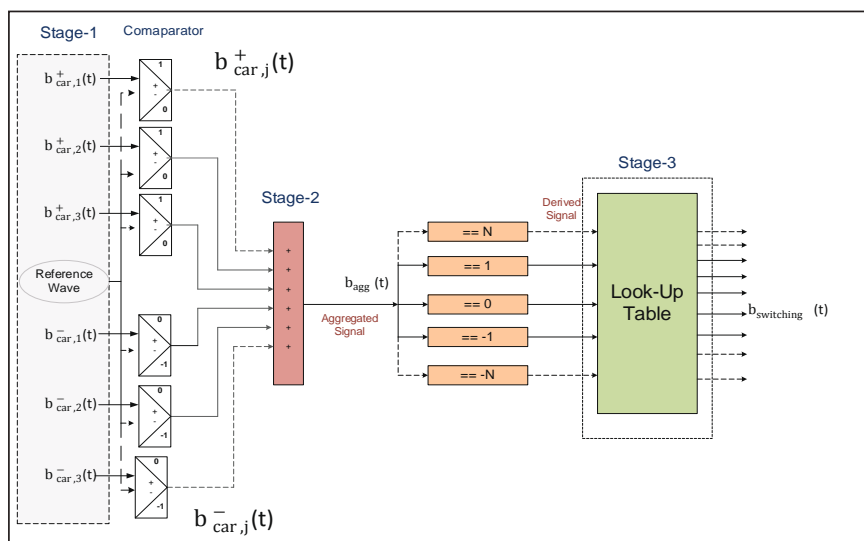 Stage-1
Comaparator
b⁺car,j(t)
b⁺car,1(t)
1
+
-
0
b⁺car,2(t)
1
+
-
0
b⁺car,3(t)
1
+
-
0
Reference
Wave
b⁻car,1(t)
0
+
-
-1
b⁻car,2(t)
0
+
-
-1
b⁻car,3(t)
0
+
-
-1
b⁻car,j(t)
Stage-2
+
+
+
+
+
+
bagg (t)
Aggregated
Signal
== N
== 1
== 0
== -1
== -N
Derived
Signal
Stage-3
Look-Up
Table
bswitching (t)